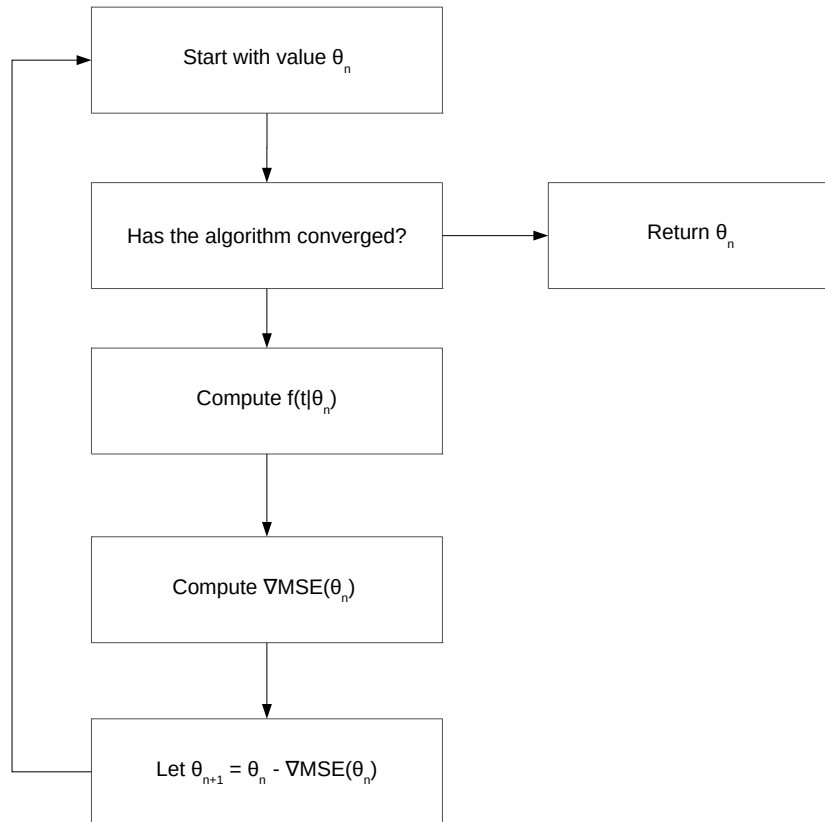 Start with value θₙ
Has the algorithm converged?
Return θₙ
Compute f(t|θₙ)
Compute ∇MSE(θₙ)
Let θₙ₊₁ = θₙ - ∇MSE(θₙ)